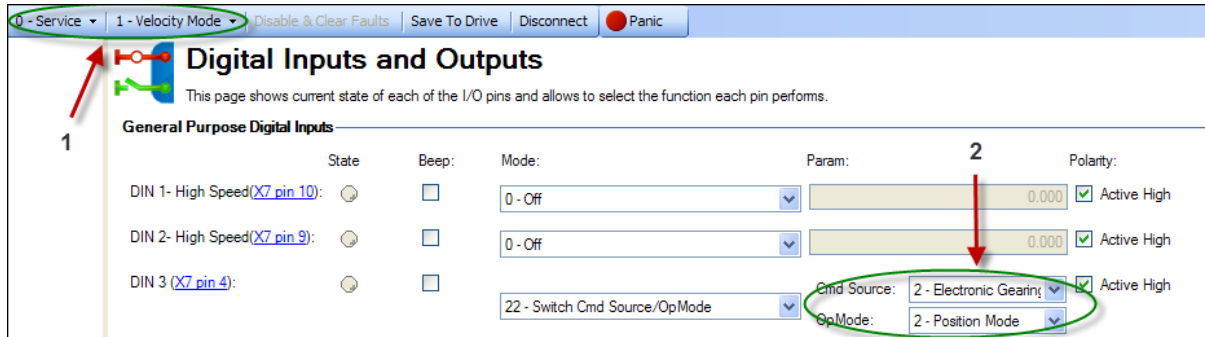 0 - Service 1 - Velocity Mode Disable & Clear Faults Save To Drive Disconnect Panic
Digital Inputs and Outputs
This page shows current state of each of the I/O pins and allows to select the function each pin performs.
1
General Purpose Digital Inputs
2
State Beep: Mode: Param: Polarity:
DIN 1- High Speed(X7 pin 10): 0 - Off 0.000 Active High
DIN 2- High Speed(X7 pin 9): 0 - Off 0.000 Active High
DIN 3 (X7 pin 4): 22 - Switch Cmd Source/OpMode Cmd Source: 2 - Electronic Gearing Active High
OpMode: 2 - Position Mode